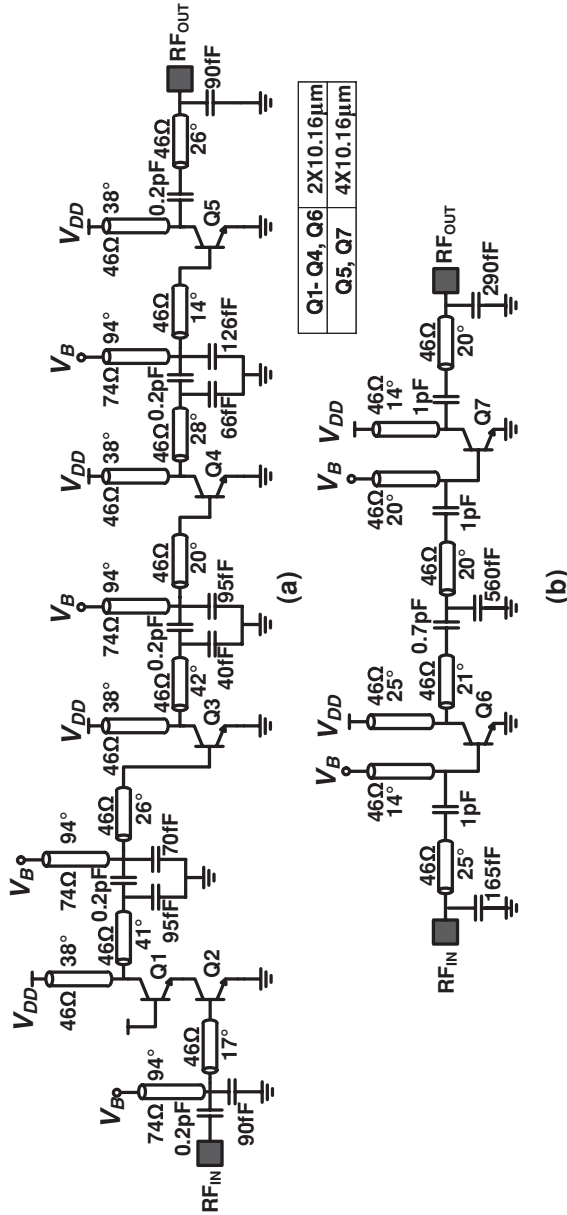 V_B
94°
74Ω
0.2pF
RF_IN
90fF
46Ω
17°
V_DD
38°
46Ω
Q1
Q2
46Ω
41°
V_B
94°
74Ω
0.2pF
95fF
70fF
46Ω
26°
V_DD
38°
46Ω
Q3
46Ω
42°
V_B
94°
74Ω
0.2pF
40fF
95fF
46Ω
20°
V_DD
38°
46Ω
Q4
46Ω
28°
V_B
94°
74Ω
0.2pF
66fF
126fF
46Ω
14°
V_DD
38°
46Ω
Q5
0.2pF
46Ω
26°
RF_OUT
90fF
(a)
Q1- Q4, Q6 2X10.16μm
Q5, Q7 4X10.16μm
RF_IN
165fF
46Ω
25°
1pF
V_B
46Ω
14°
V_DD
46Ω
25°
Q6
46Ω
21°
0.7pF
560fF
46Ω
20°
1pF
V_B
46Ω
20°
V_DD
46Ω
14°
Q7
1pF
46Ω
20°
RF_OUT
290fF
(b)